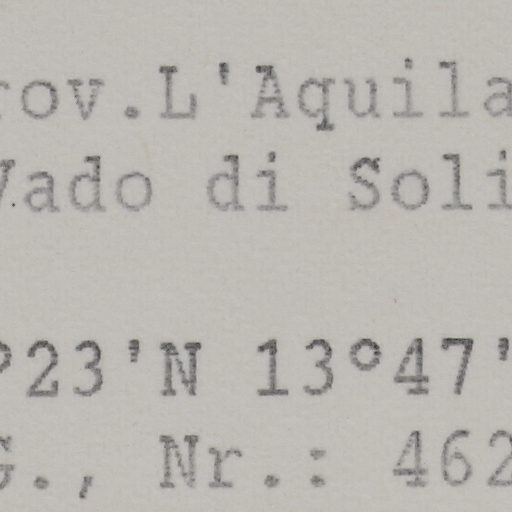 rov.L'Aquila
Vado di Soli
°23'N 13°47'
G., Nr.: 462